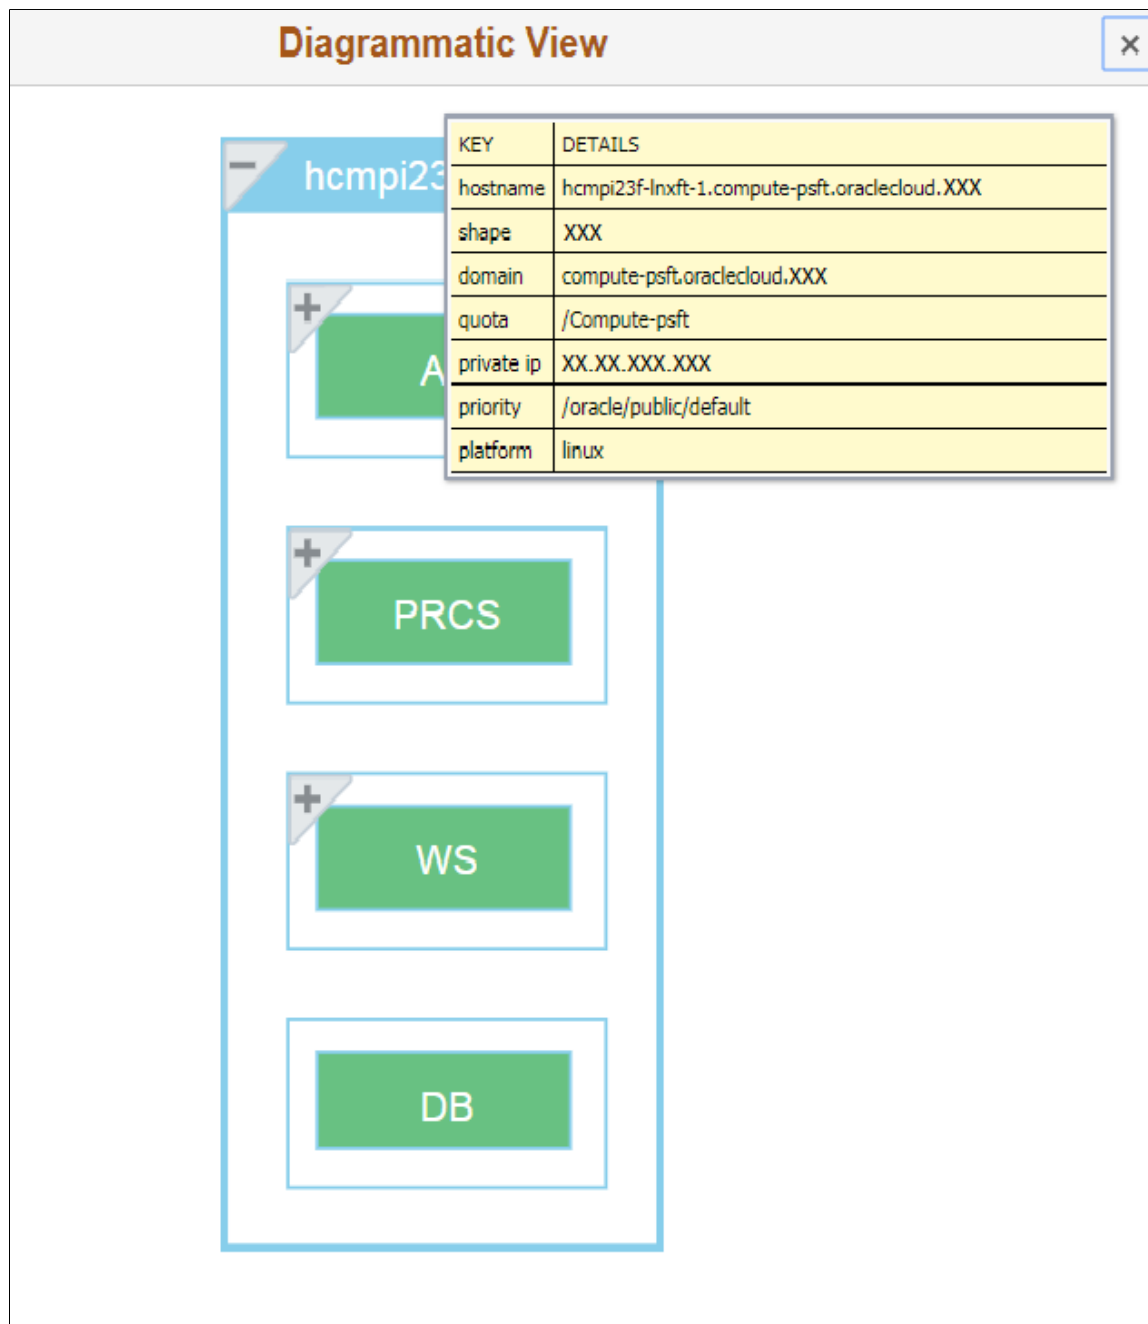 Diagrammatic View
×
hcmpi23
KEY DETAILS
hostname hcmpi23f-lnxft-1.compute-psft.oraclecloud.XXX
shape XXX
domain compute-psft.oraclecloud.XXX
quota /Compute-psft
private ip XX.XX.XXX.XXX
priority /oracle/public/default
platform linux
A
PRCS
WS
DB